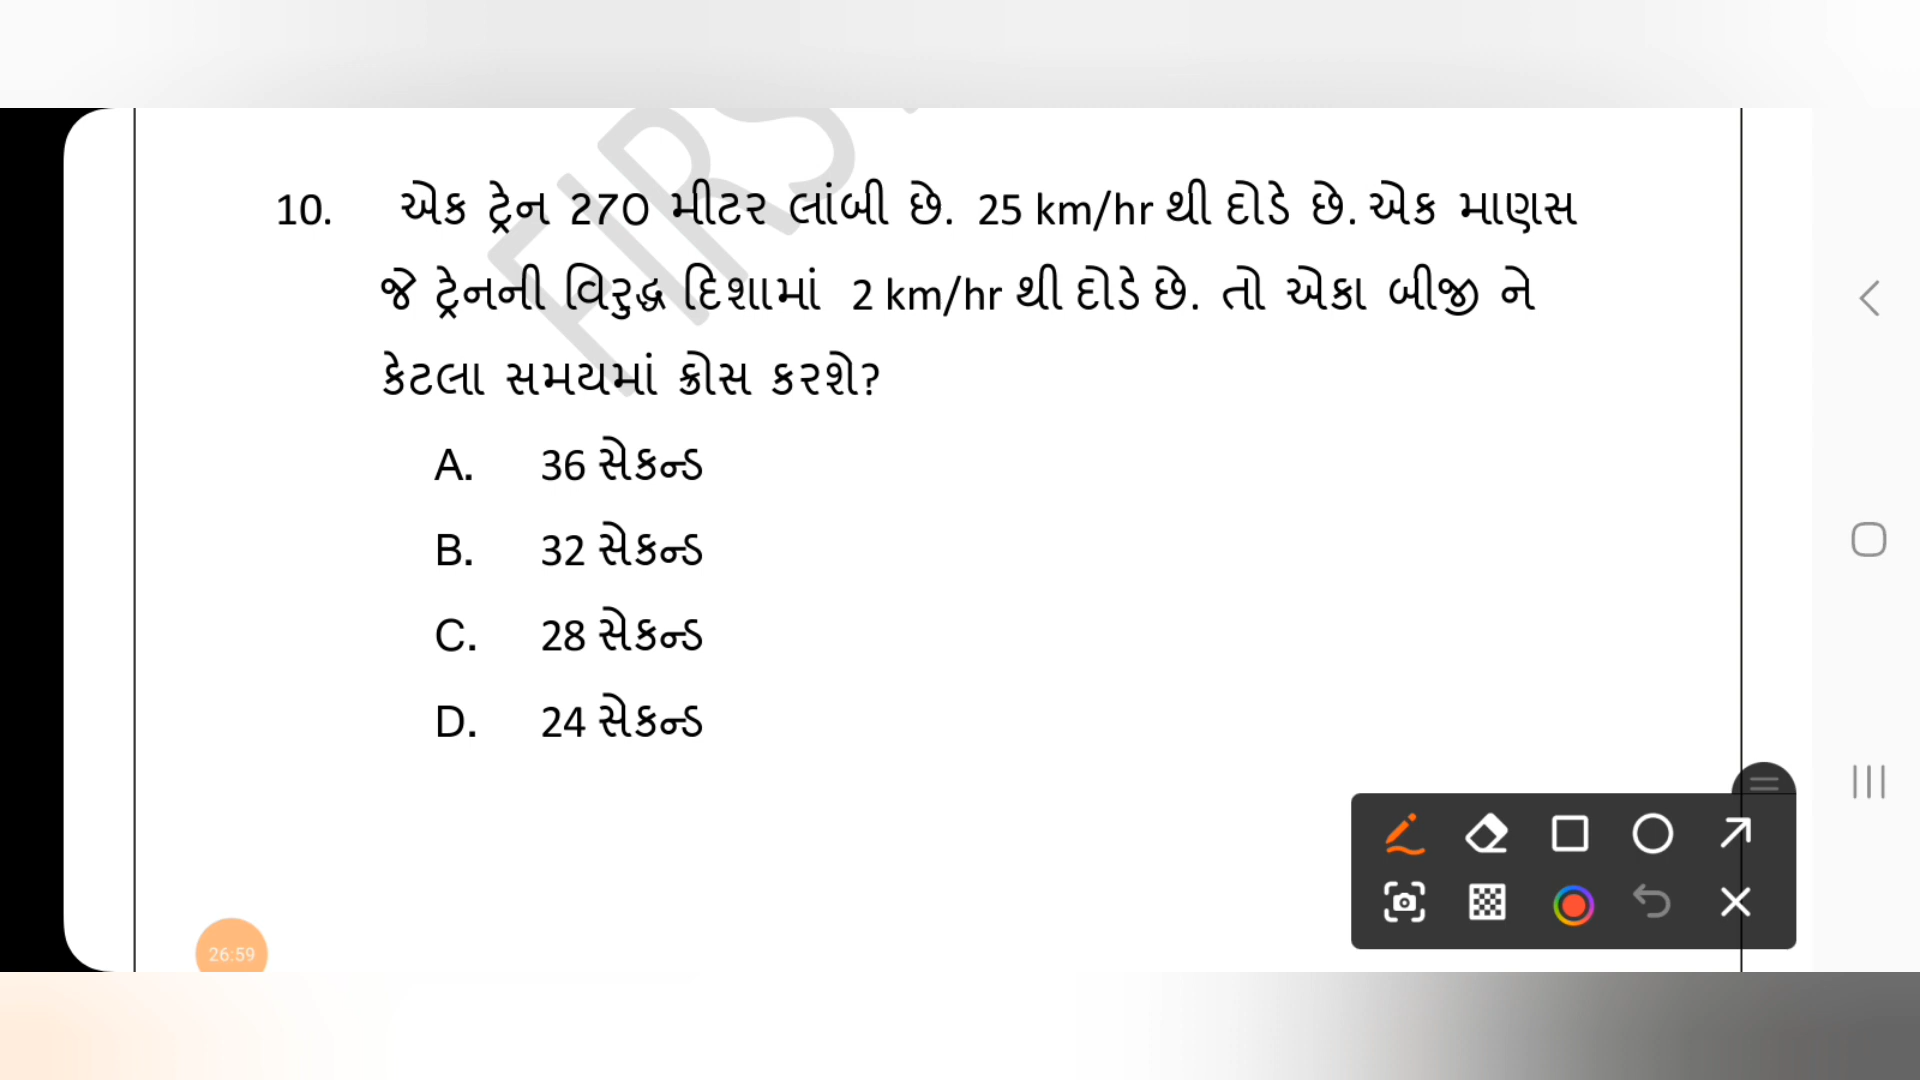 FIRS
10. એક ટ્રેન 270 મીટર લાંબી છે. 25 km/hr થી દોડે છે. એક માણસ
જે ટ્રેનની વિરુદ્ધ દિશામાં 2 km/hr થી દોડે છે. તો એકા બીજી ને
કેટલા સમયમાં ક્રોસ કરશે?
A. 36 સેકન્ડ
B. 32 સેકન્ડ
C. 28 સેકન્ડ
D. 24 સેકન્ડ
26:59